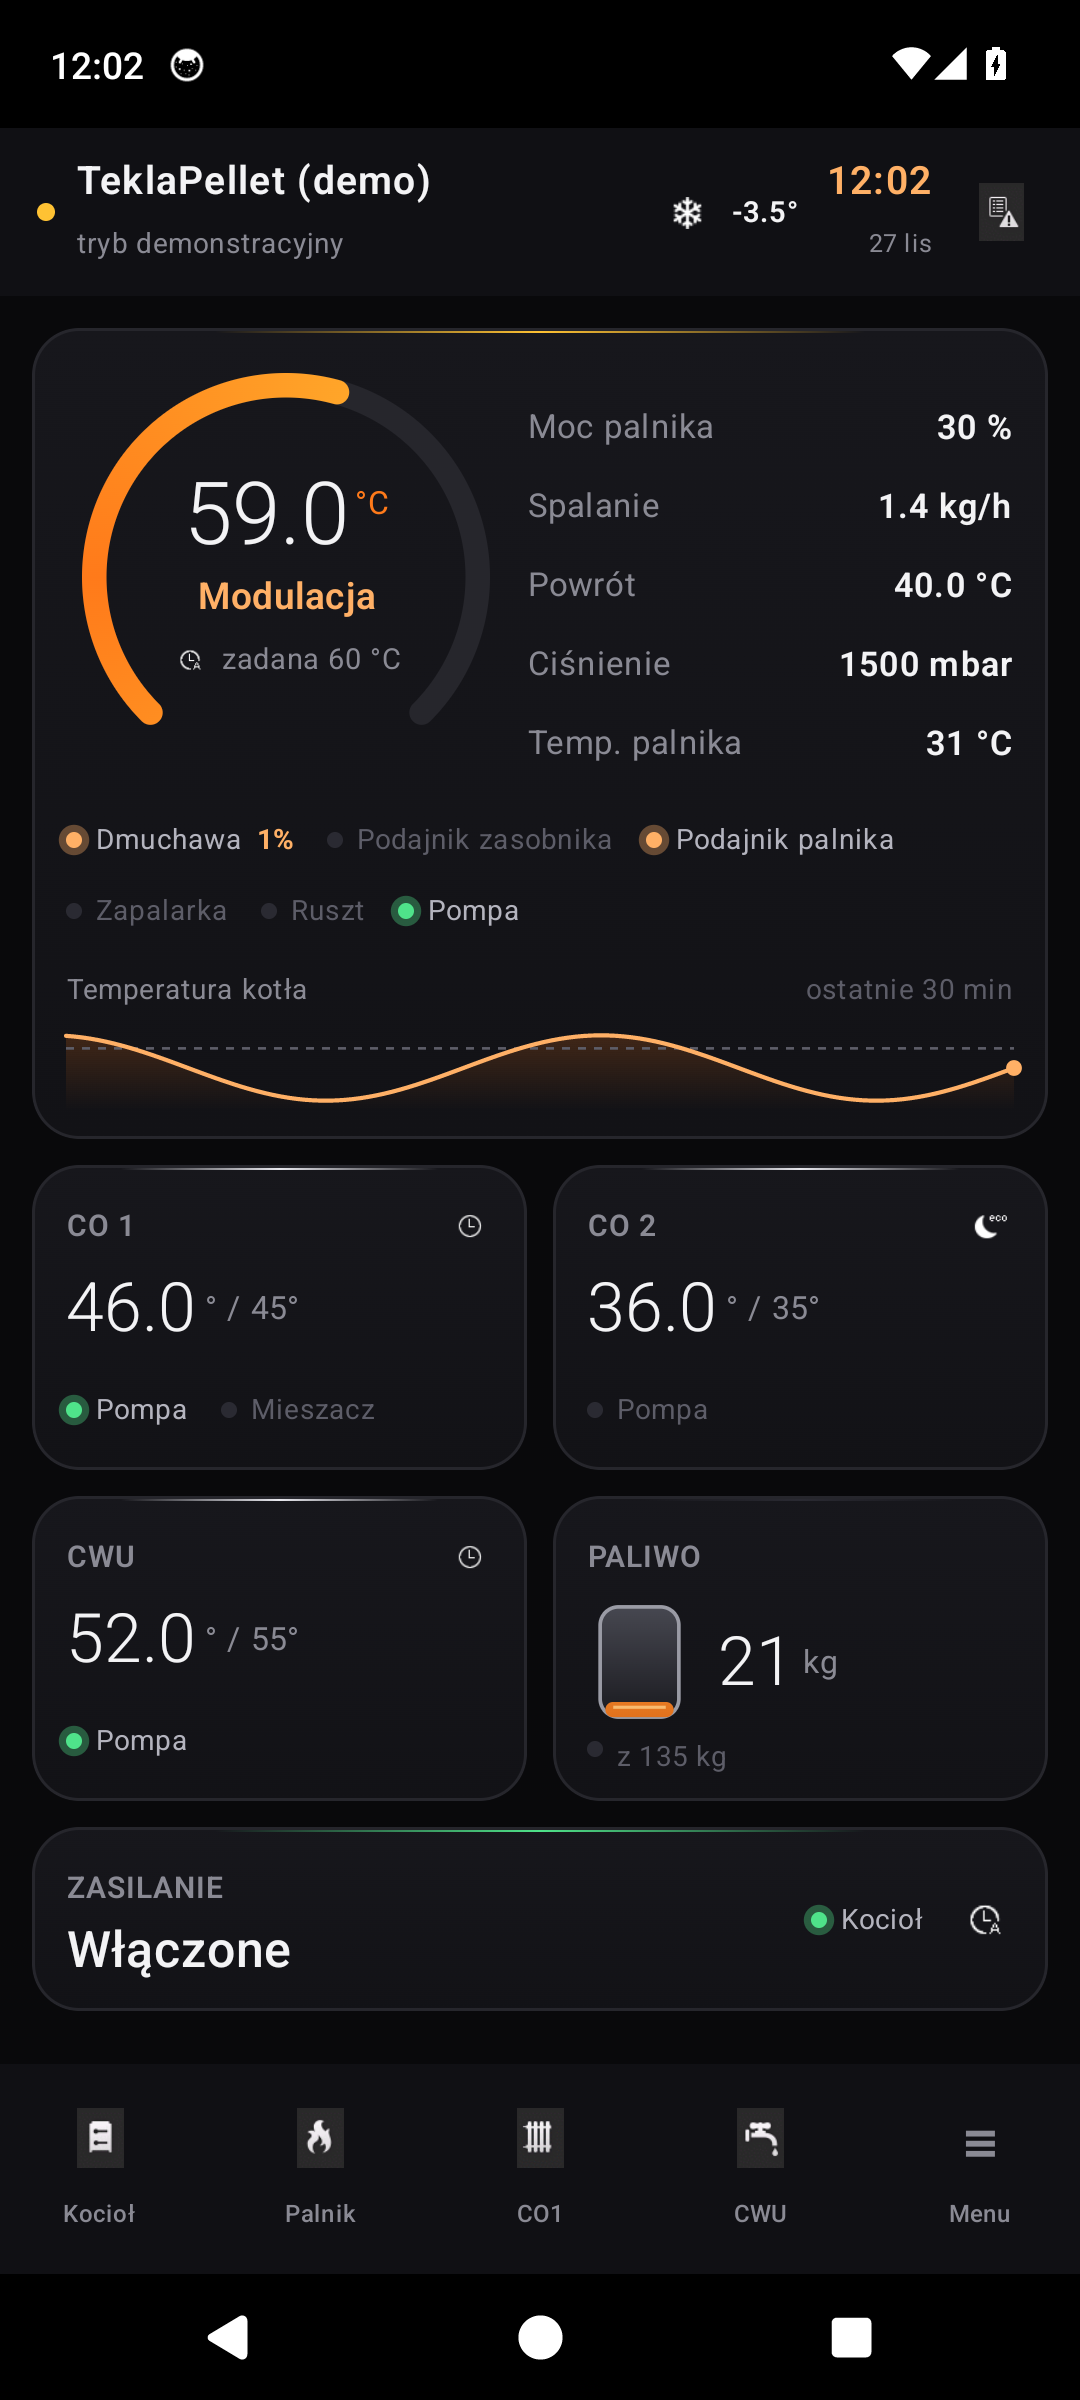 12:02
TeklaPellet (demo)
tryb demonstracyjny
-3.5°
12:02
27 lis
59.0 °C
Modulacja
zadana 60 °C
Moc palnika 30 %
Spalanie 1.4 kg/h
Powrót 40.0 °C
Ciśnienie 1500 mbar
Temp. palnika 31 °C
Dmuchawa 1% Podajnik zasobnika Podajnik palnika
Zapalarka Ruszt Pompa
Temperatura kotła ostatnie 30 min
CO 1
46.0 ° / 45°
Pompa Mieszacz
CO 2 eco
36.0 ° / 35°
Pompa
CWU
52.0 ° / 55°
Pompa
PALIWO
21 kg
z 135 kg
ZASILANIE
Włączone
Kocioł A
Kocioł Palnik CO1 CWU Menu